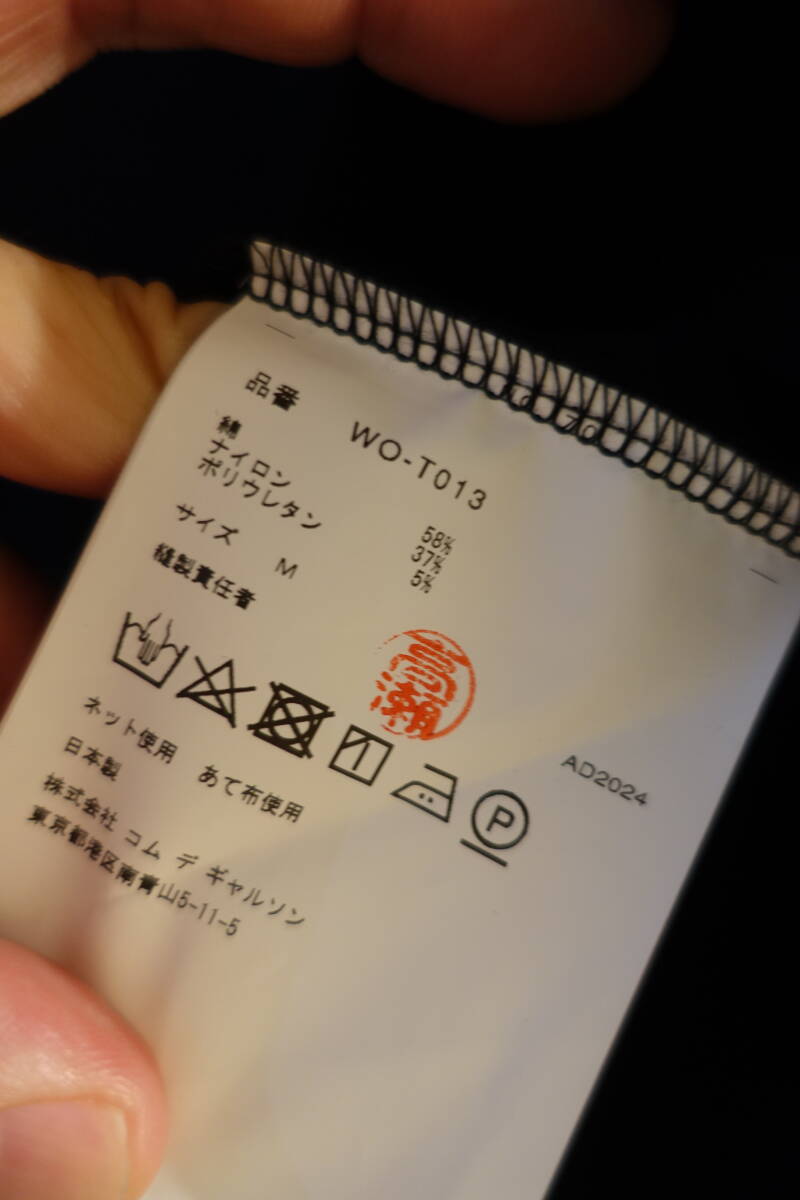 品番 WO-T013
綿 58%
ナイロン 37%
ポリウレタン 5%
サイズ M
縫製責任者
高瀬
P
ネット使用 あて布使用
AD2024
日本製
株式会社 コム デ ギャルソン
東京都港区南青山5-11-5